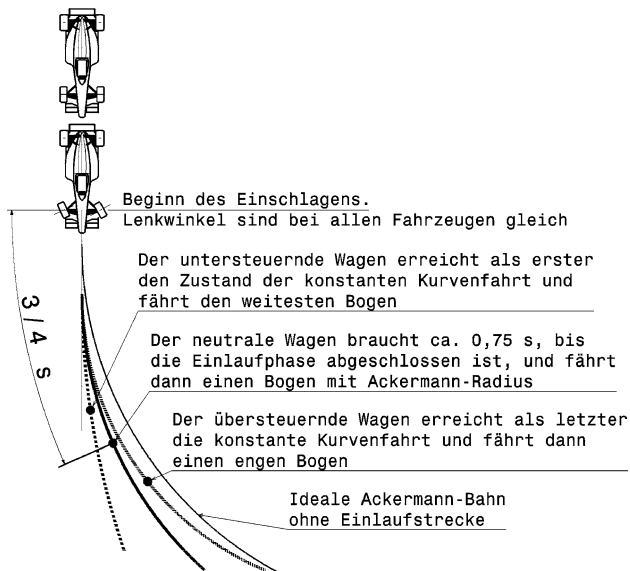 Beginn des Einschlagens.
Lenkwinkel sind bei allen Fahrzeugen gleich
Der untersteuernde Wagen erreicht als erster
den Zustand der konstanten Kurvenfahrt und
fährt den weitesten Bogen
3/4 s
Der neutrale Wagen braucht ca. 0,75 s, bis
die Einlaufphase abgeschlossen ist, und fährt
dann einen Bogen mit Ackermann-Radius
Der übersteuernde Wagen erreicht als letzter
die konstante Kurvenfahrt und fährt dann
einen engen Bogen
Ideale Ackermann-Bahn
ohne Einlaufstrecke